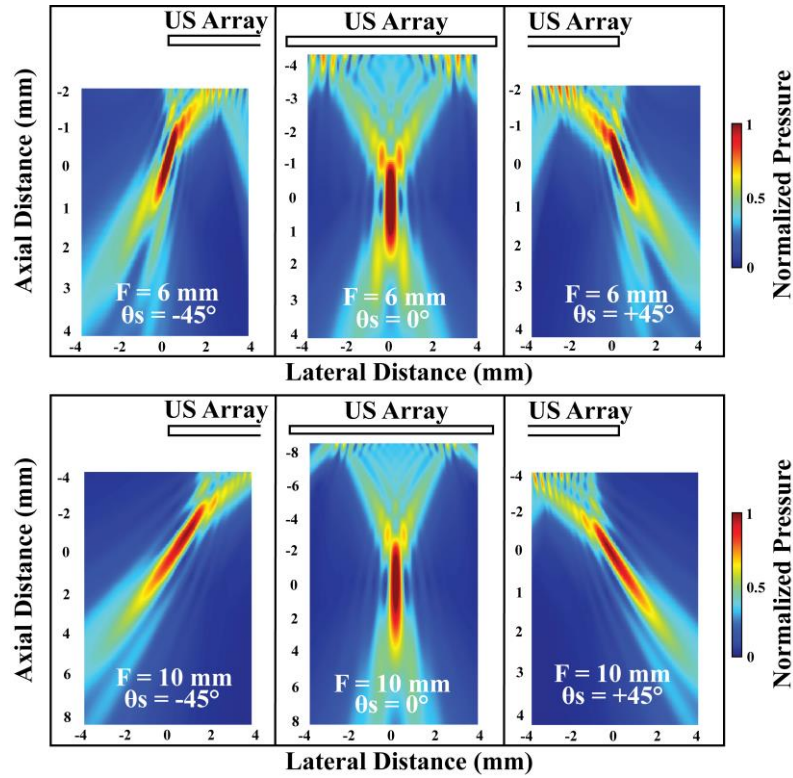 US Array
US Array
US Array
Axial Distance (mm)
-2
-1
0
1
2
3
4
-4
-3
-2
-1
0
1
2
3
4
-2
-1
0
1
2
3
4
F = 6 mm
θs = -45°
F = 6 mm
θs = 0°
F = 6 mm
θs = +45°
-4 -2 0 2 4
-4 -2 0 2 4
-4 -2 0 2 4
Lateral Distance (mm)
1
0.5
0
Normalized Pressure
US Array
US Array
US Array
Axial Distance (mm)
-4
-2
0
2
4
6
8
-8
-6
-4
-2
0
2
4
6
8
-4
-2
0
1
2
3
4
F = 10 mm
θs = -45°
F = 10 mm
θs = 0°
F = 10 mm
θs = +45°
-4 -2 0 2 4
-4 -2 0 2 4
-4 -2 0 2 4
Lateral Distance (mm)
1
0.5
0
Normalized Pressure